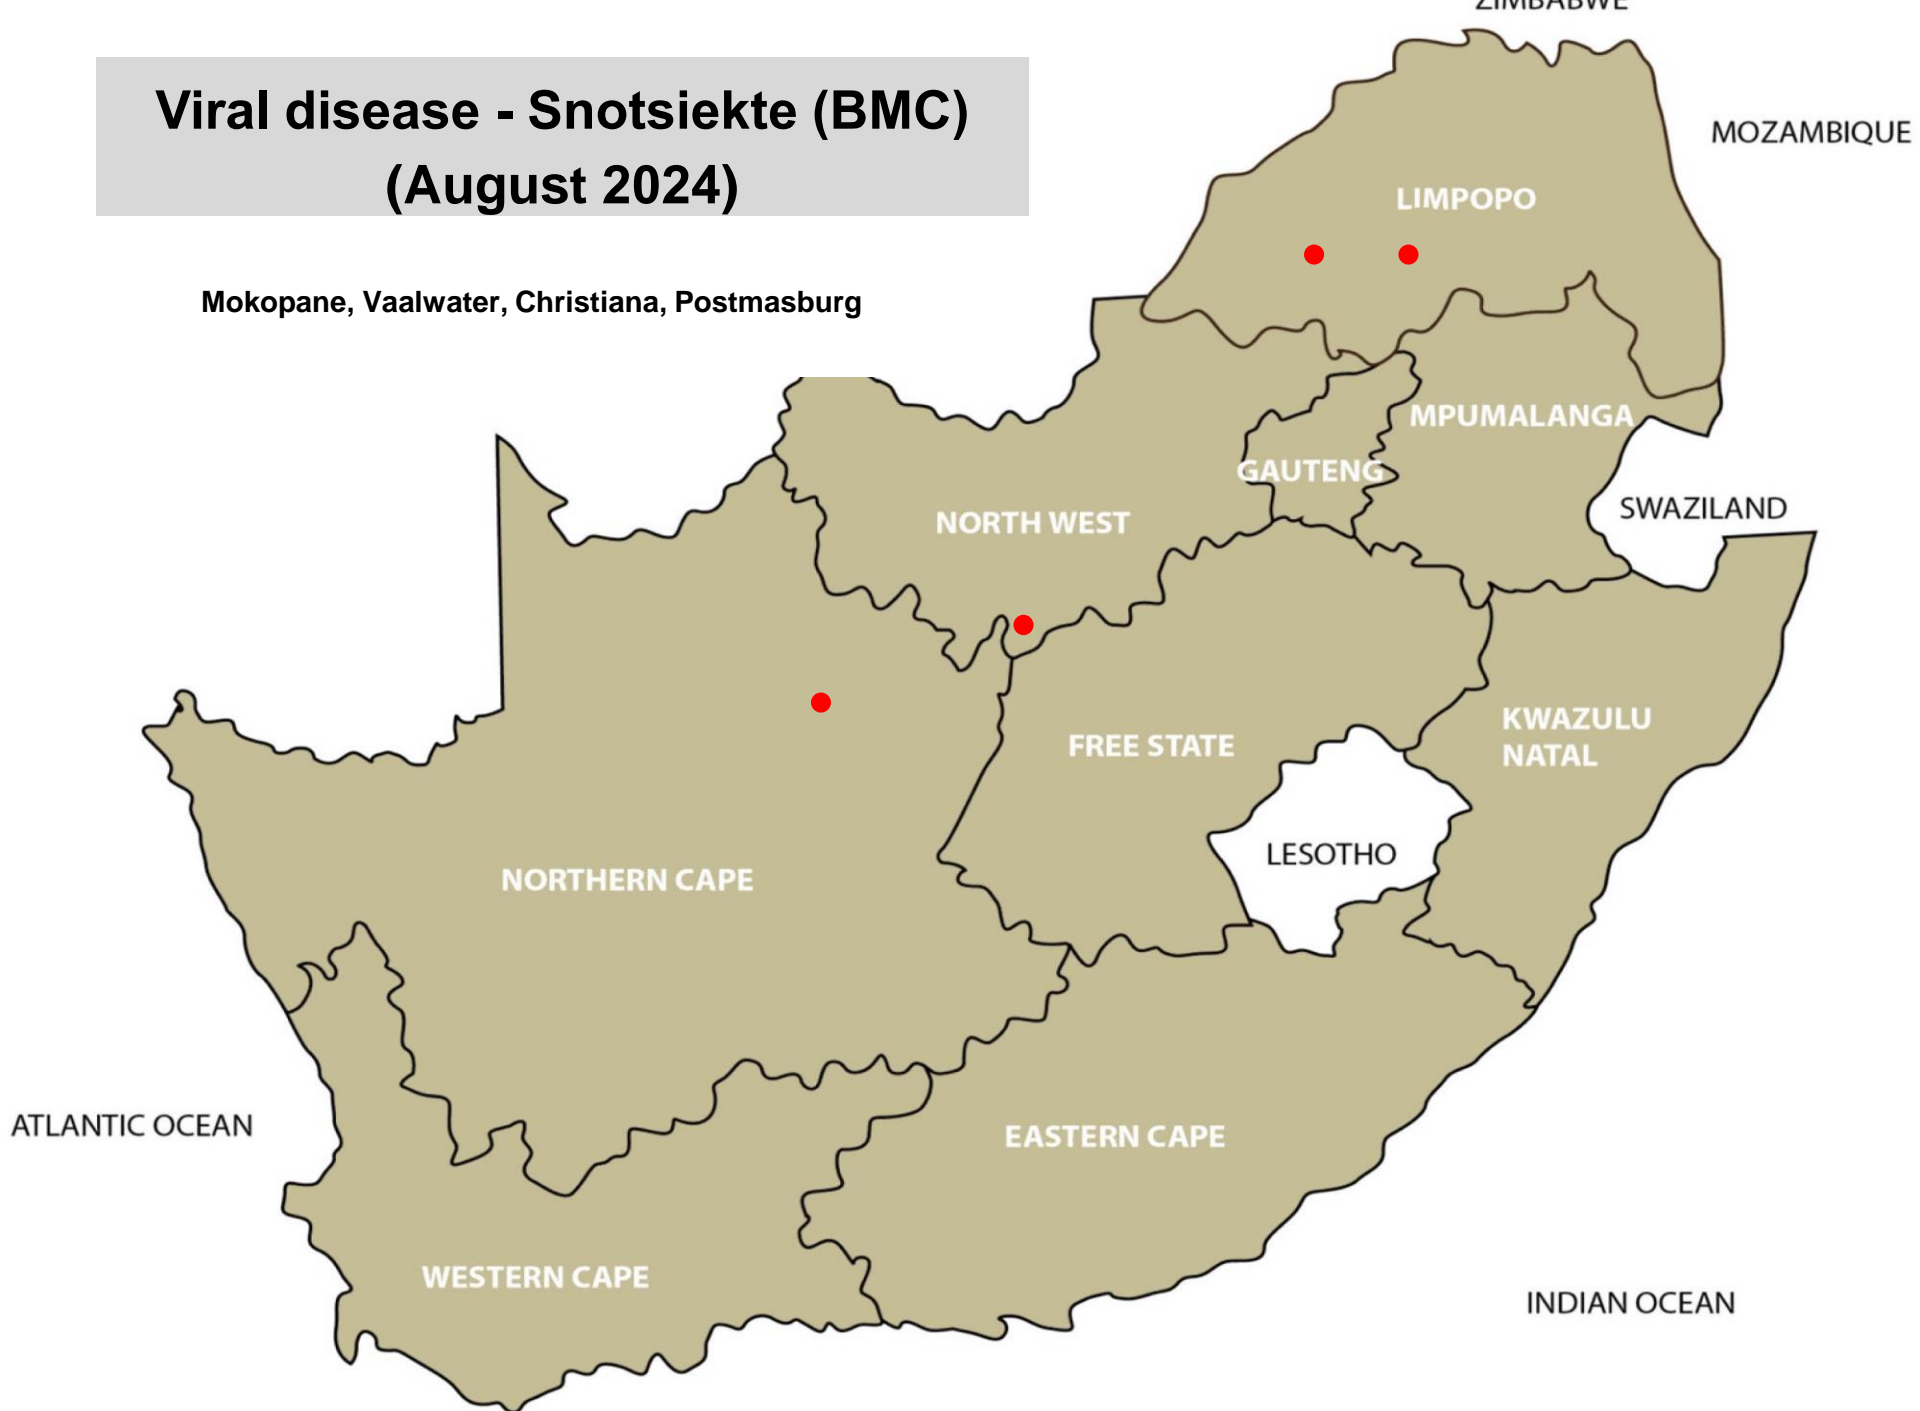 ZIMBABWE
Viral disease - Snotsiekte (BMC)
(August 2024)
MOZAMBIQUE
LIMPOPO
Mokopane, Vaalwater, Christiana, Postmasburg
MPUMALANGA
GAUTENG
SWAZILAND
NORTH WEST
KWAZULU
NATAL
FREE STATE
LESOTHO
NORTHERN CAPE
ATLANTIC OCEAN
EASTERN CAPE
WESTERN CAPE
INDIAN OCEAN